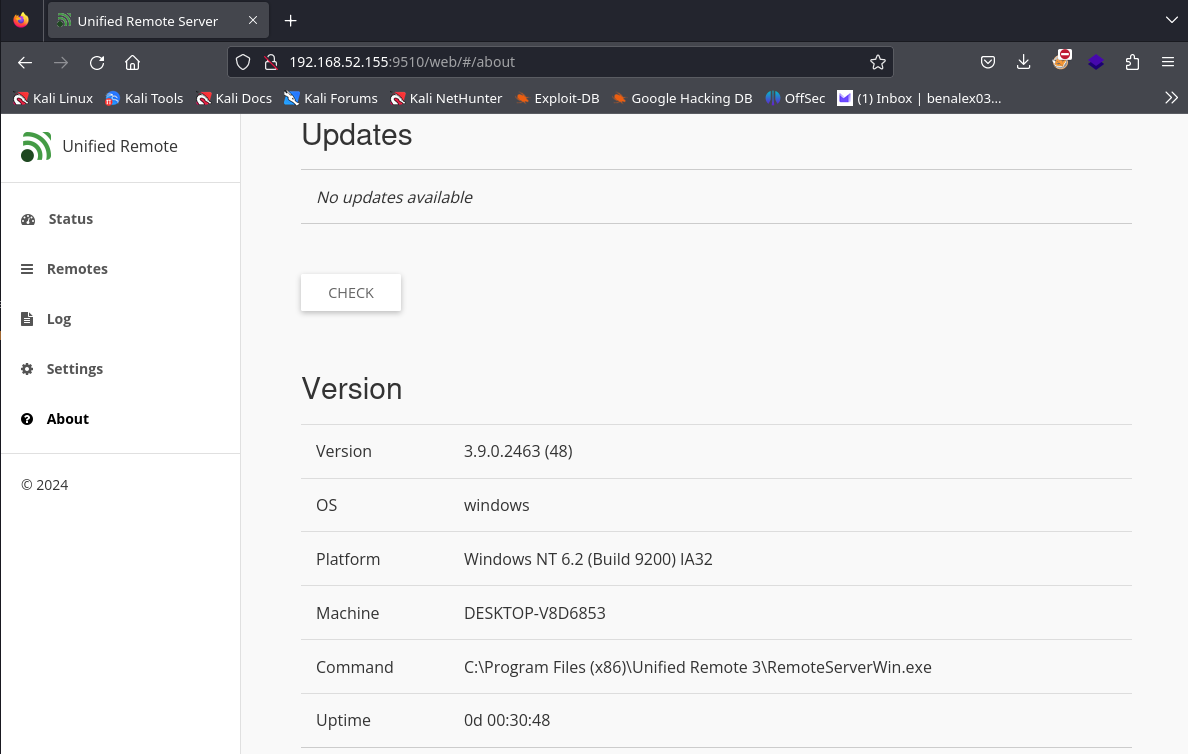 Unified Remote Server
192.168.52.155:9510/web/#/about
Kali Linux Kali Tools Kali Docs Kali Forums Kali NetHunter Exploit-DB Google Hacking DB OffSec (1) Inbox | benalex03...
Unified Remote
Status
Remotes
Log
Settings
About
© 2024
Updates
No updates available
CHECK
Version
Version 3.9.0.2463 (48)
OS windows
Platform Windows NT 6.2 (Build 9200) IA32
Machine DESKTOP-V8D6853
Command C:\Program Files (x86)\Unified Remote 3\RemoteServerWin.exe
Uptime 0d 00:30:48